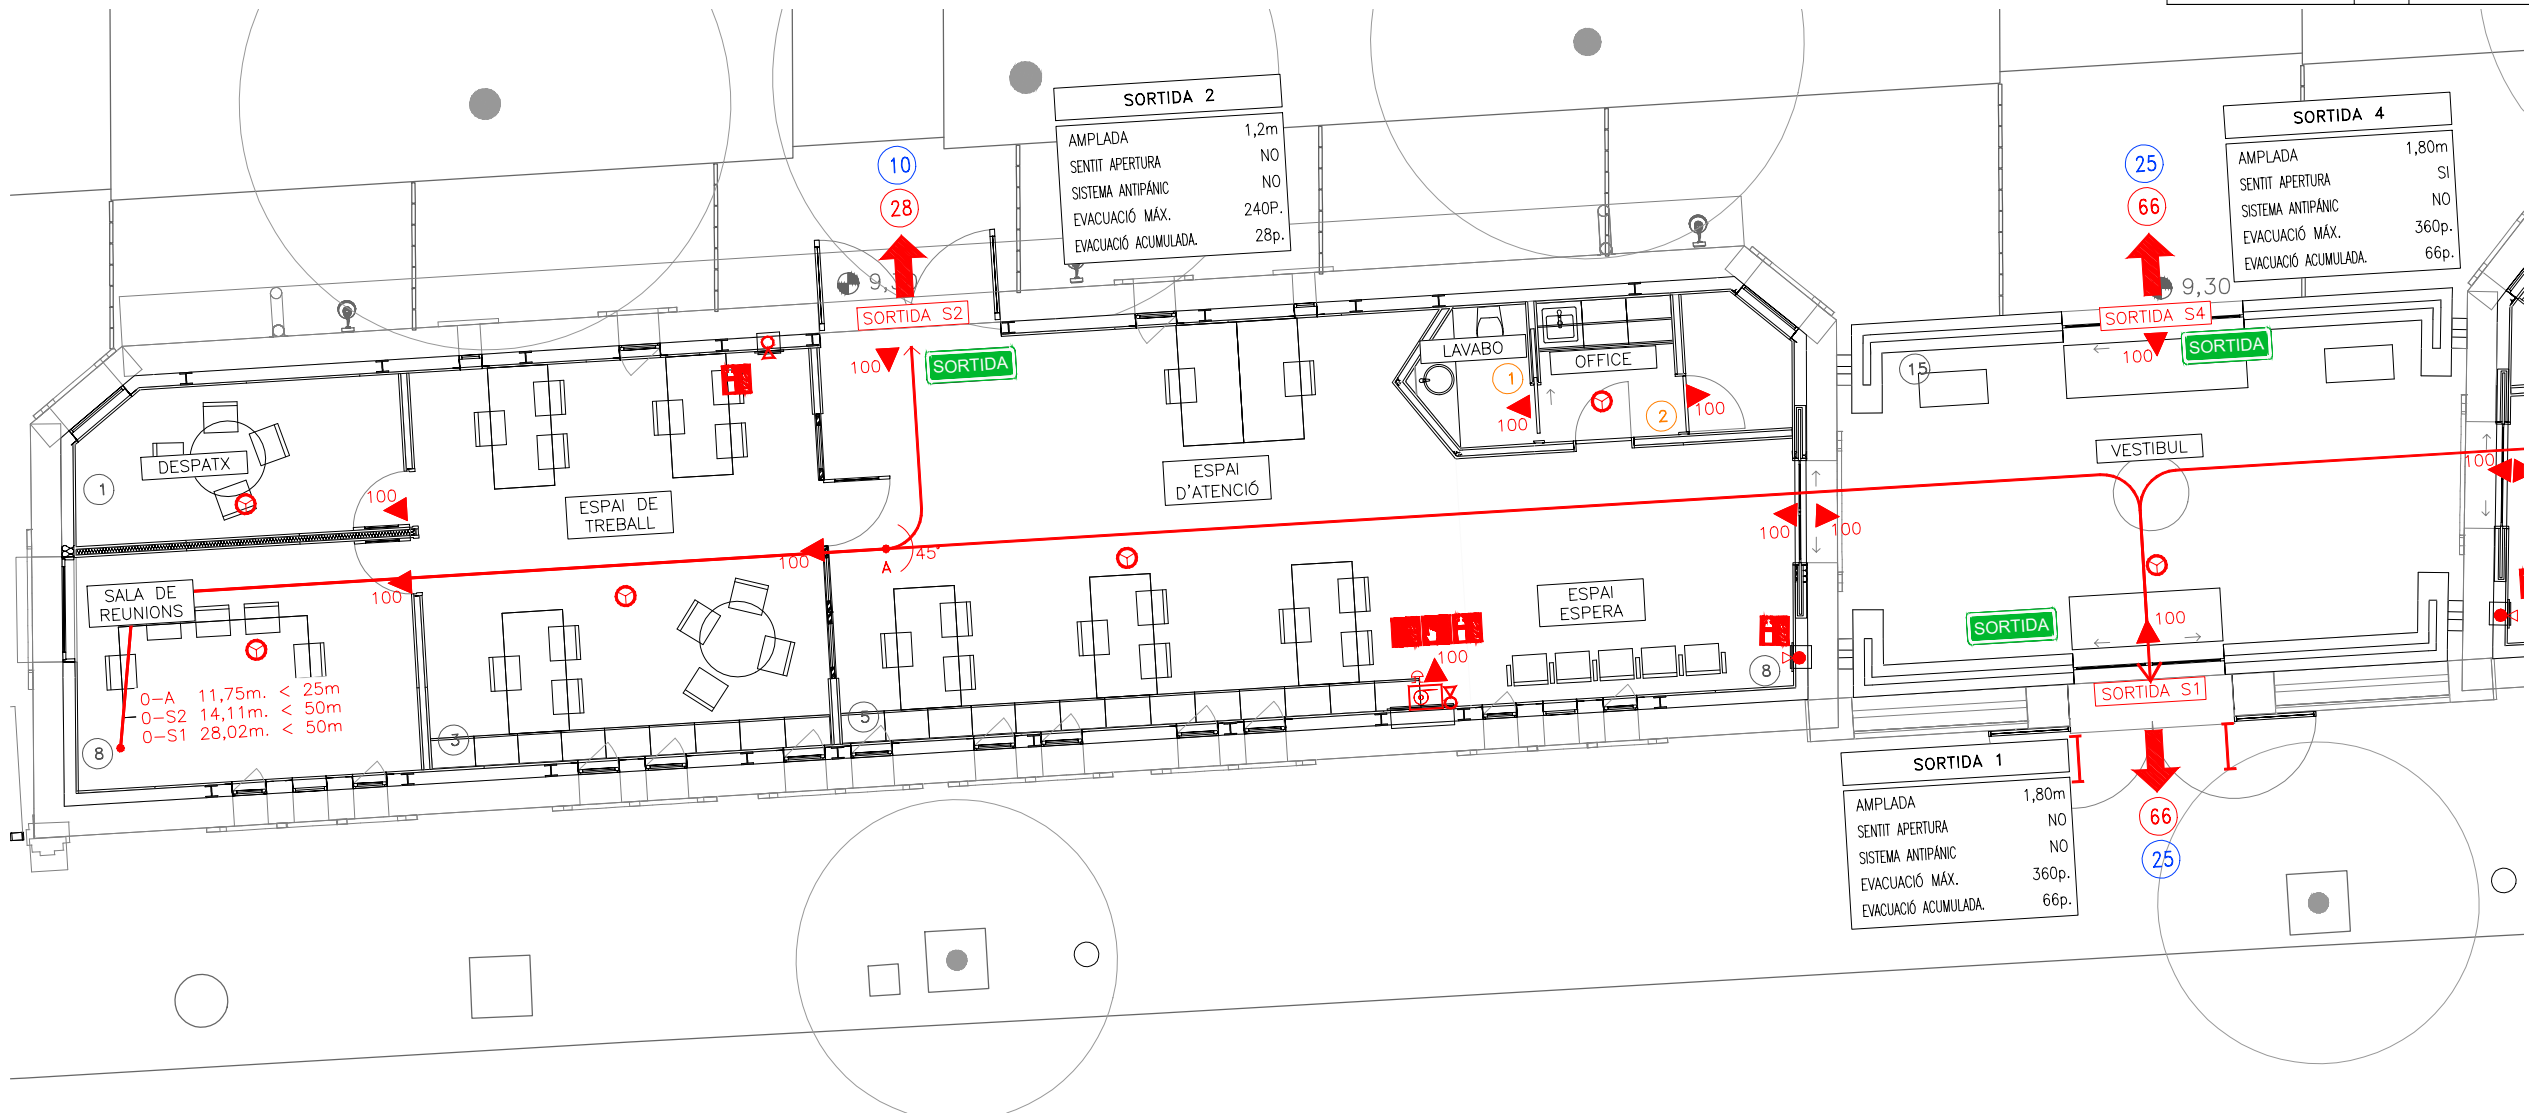 SORTIDA 2
AMPLADA 1,2m
SENTIT APERTURA NO
SISTEMA ANTIPÁNIC NO
EVACUACIÓ MÁX. 240P.
EVACUACIÓ ACUMULADA. 28p.
SORTIDA 4
AMPLADA 1,80m
SENTIT APERTURA SI
SISTEMA ANTIPÁNIC NO
EVACUACIÓ MÁX. 360p.
EVACUACIÓ ACUMULADA. 66p.
10
28
25
66
9,30
SORTIDA S2
SORTIDA S4
100
SORTIDA
100
SORTIDA
15
LAVABO
OFFICE
1
2
100
100
DESPATX
1
100
ESPAI DE
TREBALL
ESPAI
D'ATENCIÓ
VESTIBUL
100
100
100
100
45°
A
100
SALA DE
REUNIONS
ESPAI
ESPERA
SORTIDA
100
100
8
0-A 11,75m. < 25m
0-S2 14,11m. < 50m
0-S1 28,02m. < 50m
8
3
5
SORTIDA S1
SORTIDA 1
AMPLADA 1,80m
SENTIT APERTURA NO
SISTEMA ANTIPÁNIC NO
EVACUACIÓ MÁX. 360p.
EVACUACIÓ ACUMULADA. 66p.
66
25